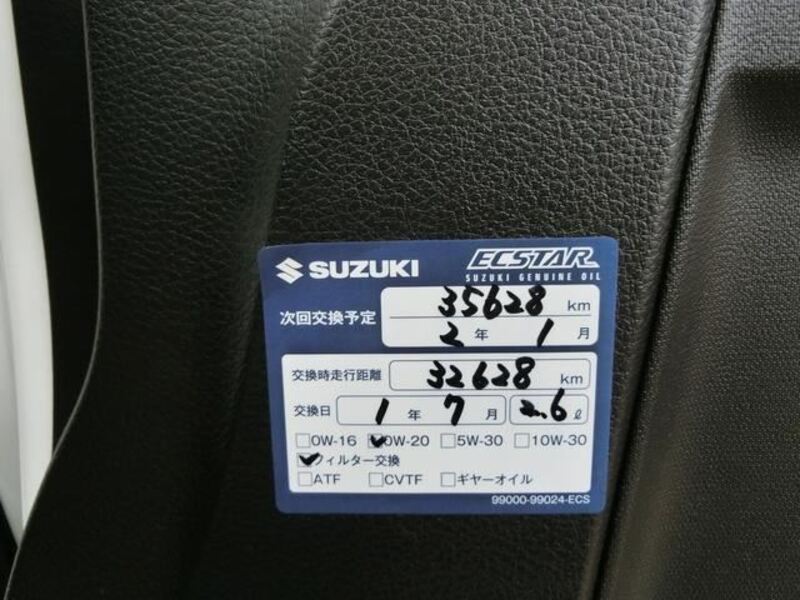 SUZUKI ECSTAR
SUZUKI GENUINE OIL
次回交換予定 35628 km
2年 1月
交換時走行距離 32628 km
交換日 1年 7月 2.6ℓ
□0W-16 ☑0W-20 □5W-30 □10W-30
☑フィルター交換
□ATF □CVTF □ギヤーオイル
99000-99024-ECS